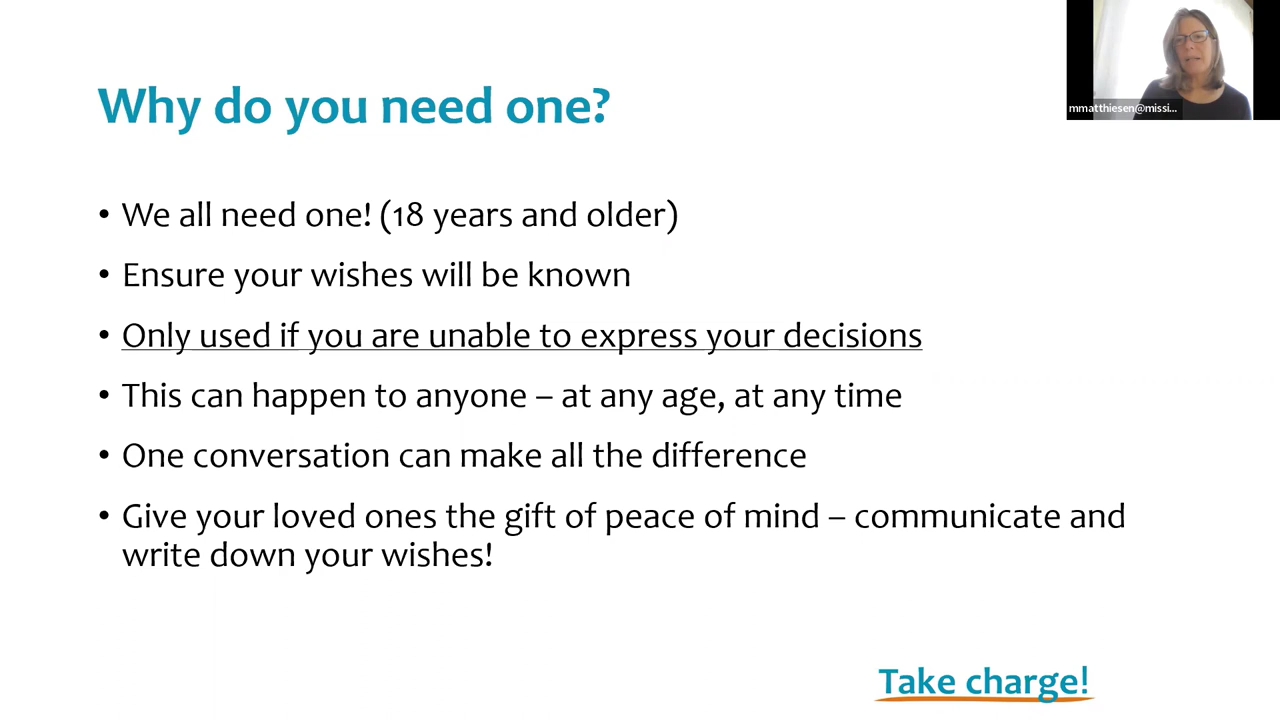 mmatthiesen@missi...
Why do you need one?
• We all need one! (18 years and older)
• Ensure your wishes will be known
• Only used if you are unable to express your decisions
• This can happen to anyone – at any age, at any time
• One conversation can make all the difference
• Give your loved ones the gift of peace of mind – communicate and
write down your wishes!
Take charge!